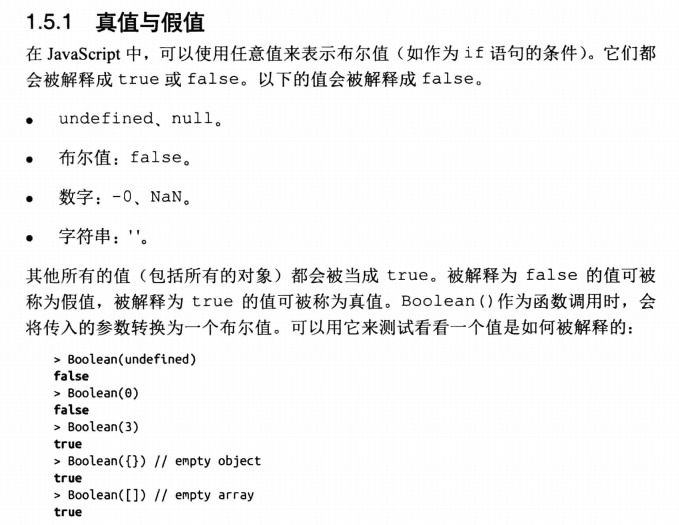 1.5.1 真值与假值
在 JavaScript 中，可以使用任意值来表示布尔值（如作为 if 语句的条件）。它们都
会被解释成 true 或 false。以下的值会被解释成 false。
• undefined、null。
• 布尔值：false。
• 数字：-0、NaN。
• 字符串：''。
其他所有的值（包括所有的对象）都会被当成 true。被解释为 false 的值可被
称为假值，被解释为 true 的值可被称为真值。Boolean()作为函数调用时，会
将传入的参数转换为一个布尔值。可以用它来测试看看一个值是如何被解释的：
> Boolean(undefined)
false
> Boolean(0)
false
> Boolean(3)
true
> Boolean({}) // empty object
true
> Boolean([]) // empty array
true